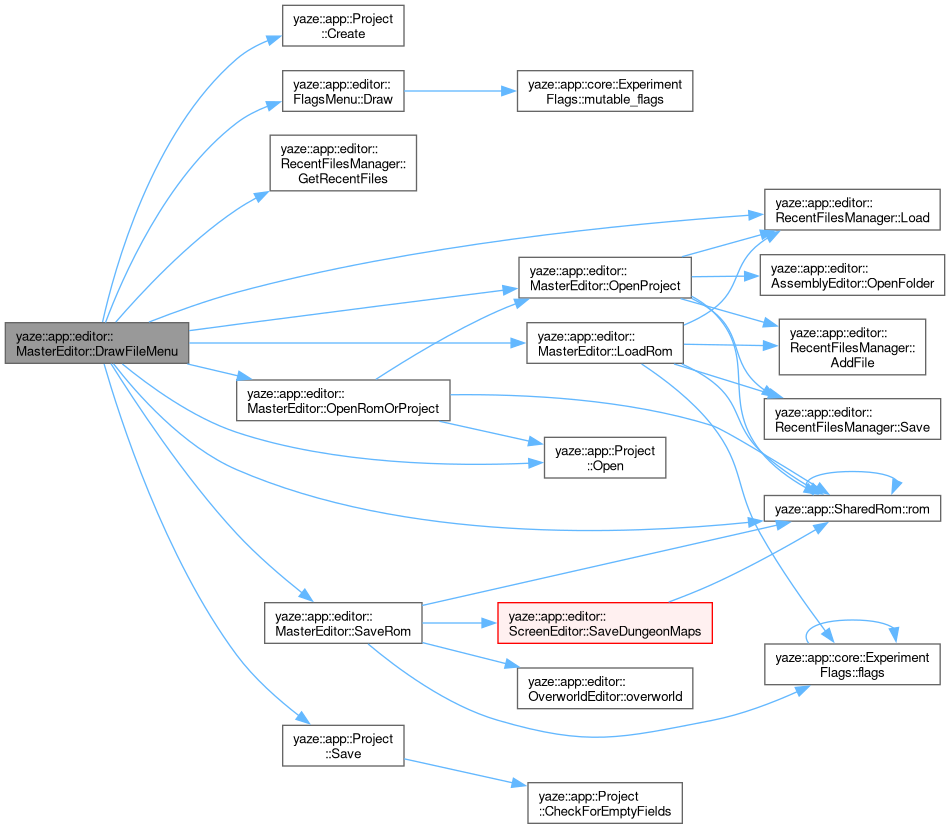 yaze::app::Project
::Create
yaze::app::editor::
FlagsMenu::Draw
yaze::app::core::Experiment
Flags::mutable_flags
yaze::app::editor::
RecentFilesManager::
GetRecentFiles
yaze::app::editor::
RecentFilesManager::Load
yaze::app::editor::
MasterEditor::OpenProject
yaze::app::editor::
AssemblyEditor::OpenFolder
yaze::app::editor::
MasterEditor::DrawFileMenu
yaze::app::editor::
MasterEditor::LoadRom
yaze::app::editor::
RecentFilesManager::
AddFile
yaze::app::editor::
MasterEditor::OpenRomOrProject
yaze::app::editor::
RecentFilesManager::Save
yaze::app::Project
::Open
yaze::app::SharedRom::rom
yaze::app::editor::
MasterEditor::SaveRom
yaze::app::editor::
ScreenEditor::SaveDungeonMaps
yaze::app::core::Experiment
Flags::flags
yaze::app::editor::
OverworldEditor::overworld
yaze::app::Project
::Save
yaze::app::Project
::CheckForEmptyFields